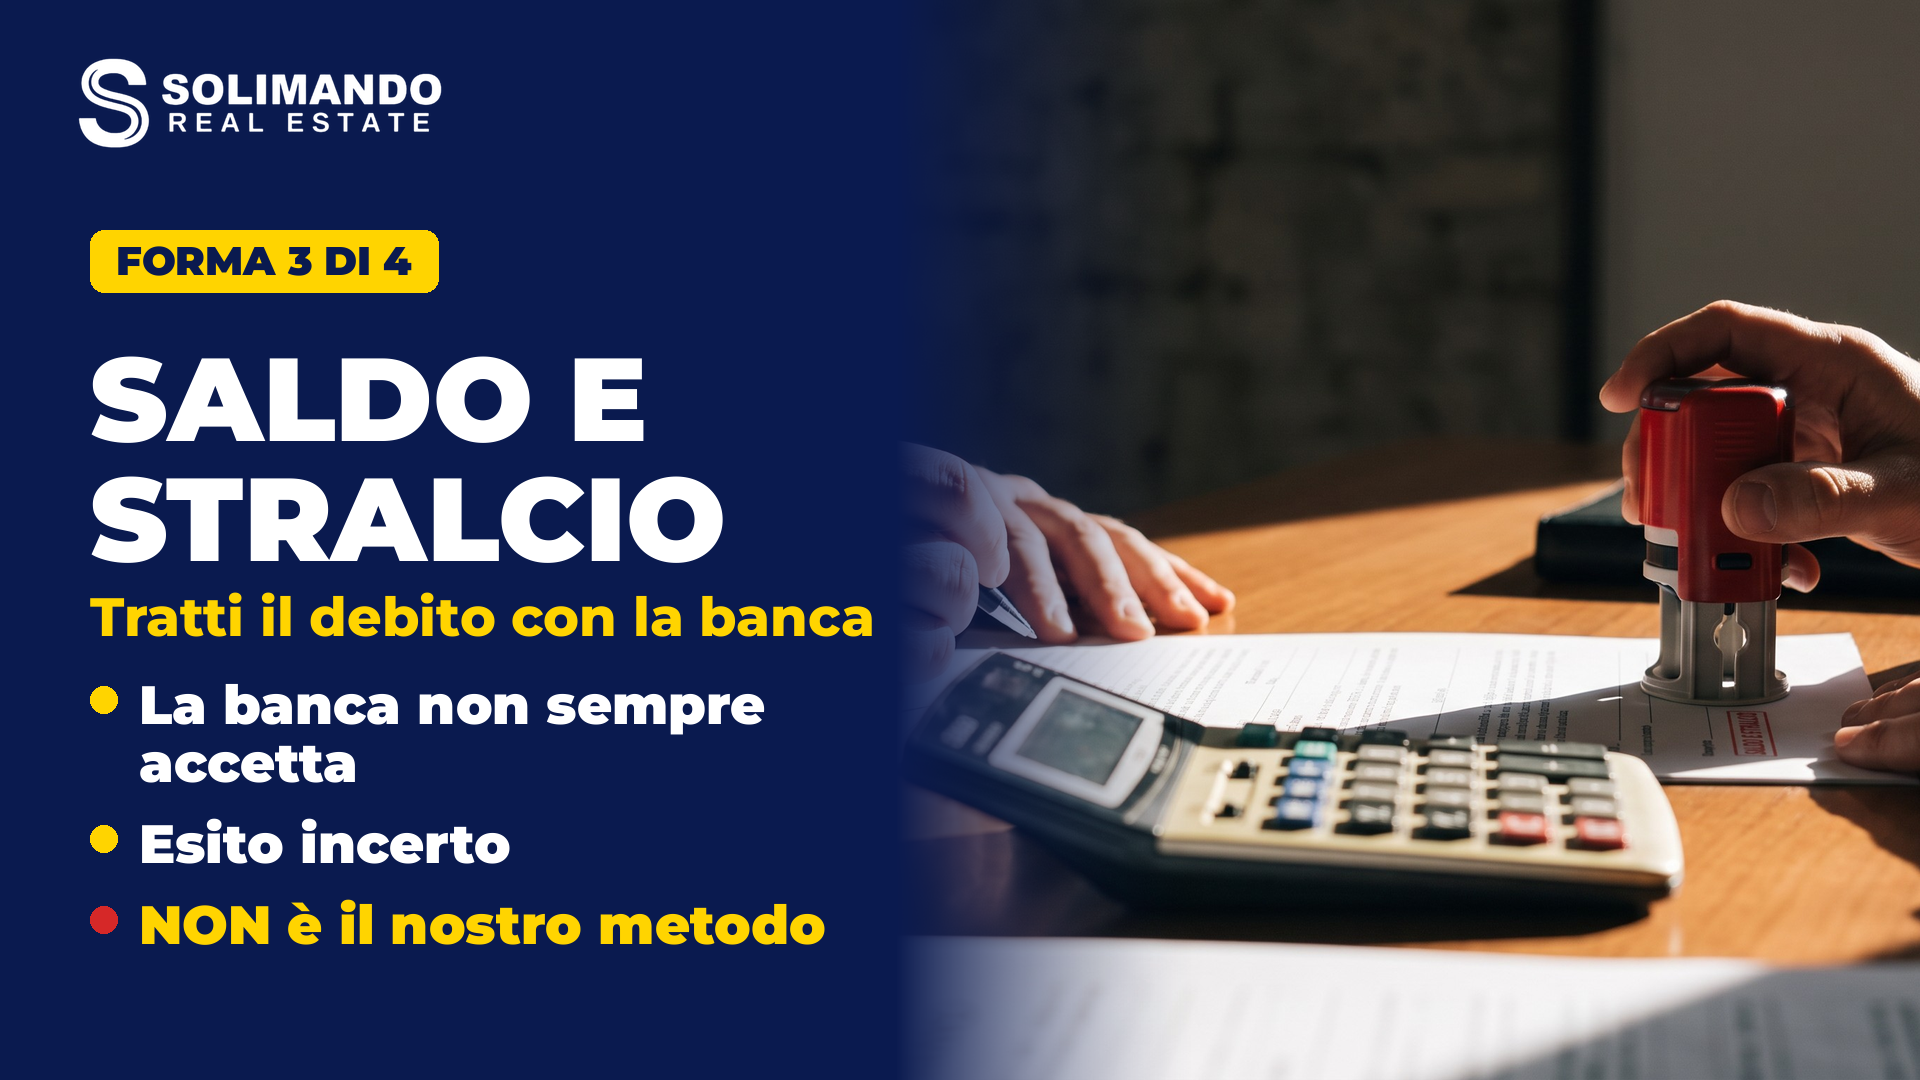 SOLIMANDO
REAL ESTATE
FORMA 3 DI 4
SALDO E
STRALCIO
Tratti il debito con la banca
La banca non sempre
accetta
Esito incerto
NON è il nostro metodo